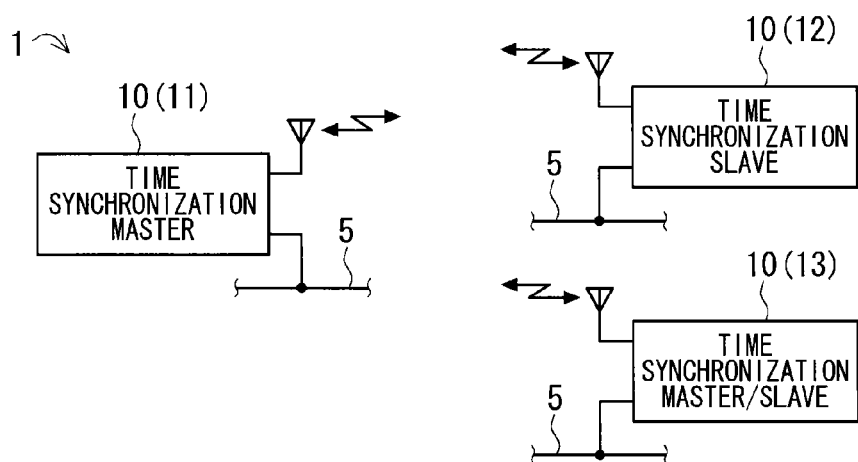 1
10(11)
TIME
SYNCHRONIZATION
MASTER
5
10(12)
TIME
SYNCHRONIZATION
SLAVE
5
10(13)
TIME
SYNCHRONIZATION
MASTER/SLAVE
5